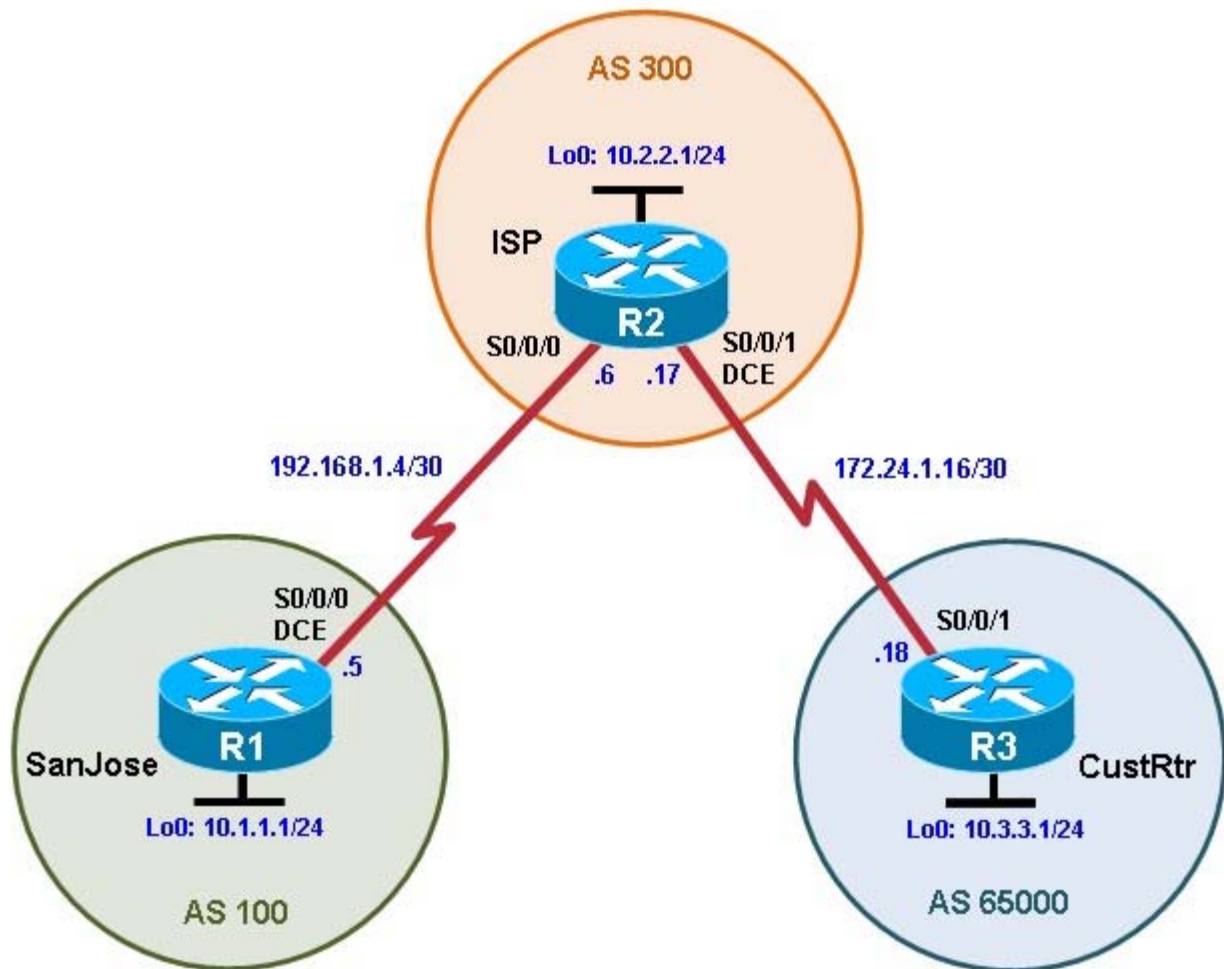 AS 300
Lo0: 10.2.2.1/24
ISP
R2
S0/0/0
S0/0/1
DCE
.6
.17
192.168.1.4/30
172.24.1.16/30
S0/0/0
DCE
.5
R1
SanJose
Lo0: 10.1.1.1/24
AS 100
S0/0/1
.18
R3
CustRtr
Lo0: 10.3.3.1/24
AS 65000